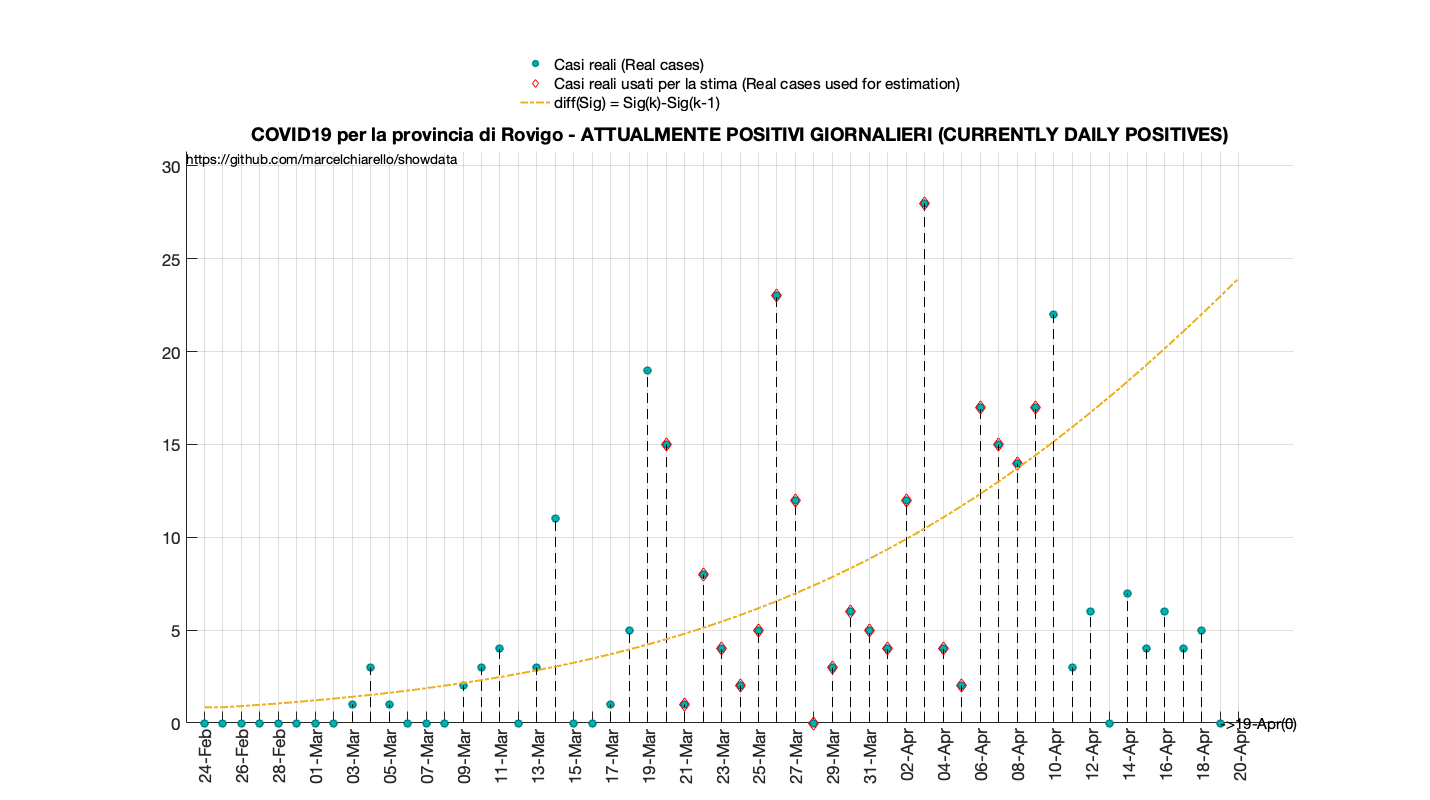 Casi reali (Real cases)
Casi reali usati per la stima (Real cases used for estimation)
diff(Sig) = Sig(k)-Sig(k-1)
COVID19 per la provincia di Rovigo - ATTUALMENTE POSITIVI GIORNALIERI (CURRENTLY DAILY POSITIVES)
https://github.com/marcelchiarello/showdata
30
25
20
15
10
5
0
->19-Apr(0)
24-Feb
26-Feb
28-Feb
01-Mar
03-Mar
05-Mar
07-Mar
09-Mar
11-Mar
13-Mar
15-Mar
17-Mar
19-Mar
21-Mar
23-Mar
25-Mar
27-Mar
29-Mar
31-Mar
02-Apr
04-Apr
06-Apr
08-Apr
10-Apr
12-Apr
14-Apr
16-Apr
18-Apr
20-Apr